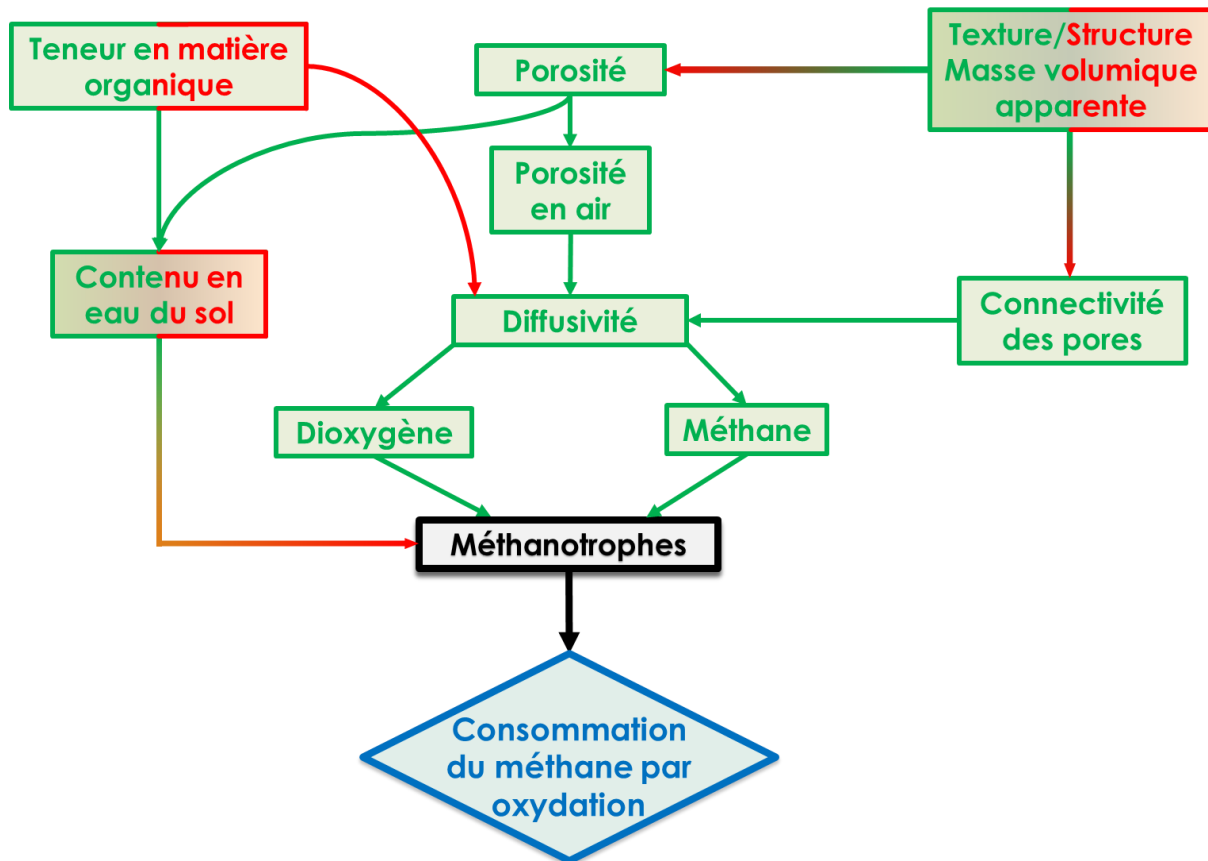 Teneur en matière
organique
Porosité
Texture/Structure
Masse volumique
apparente
Porosité
en air
Contenu en
eau du sol
Diffusivité
Connectivité
des pores
Dioxygène
Méthane
Méthanotrophes
Consommation
du méthane par
oxydation